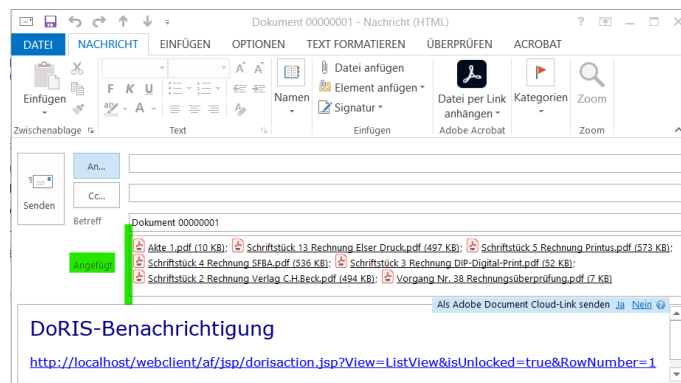 Dokument 00000001 - Nachricht (HTML)
DATEI NACHRICHT EINFÜGEN OPTIONEN TEXT FORMATIEREN ÜBERPRÜFEN ACROBAT
Einfügen
F K U
Namen
Datei anfügen
Element anfügen
Signatur
Datei per Link anhängen
Kategorien
Zoom
Zwischenablage Text Einfügen Adobe Acrobat Zoom
Senden
An...
Cc...
Betreff Dokument 00000001
Angefügt
Akte 1.pdf (10 KB); Schriftstück 13 Rechnung Elser Druck.pdf (497 KB); Schriftstück 5 Rechnung Printus.pdf (573 KB);
Schriftstück 4 Rechnung SFBA.pdf (536 KB); Schriftstück 3 Rechnung DIP-Digital-Print.pdf (52 KB);
Schriftstück 2 Rechnung Verlag C.H.Beck.pdf (494 KB); Vorgang Nr. 38 Rechnungsüberprüfung.pdf (7 KB)
Als Adobe Document Cloud-Link senden Ja Nein
DoRIS-Benachrichtigung
http://localhost/webclient/af/jsp/dorisaction.jsp?View=ListView&isUnlocked=true&RowNumber=1